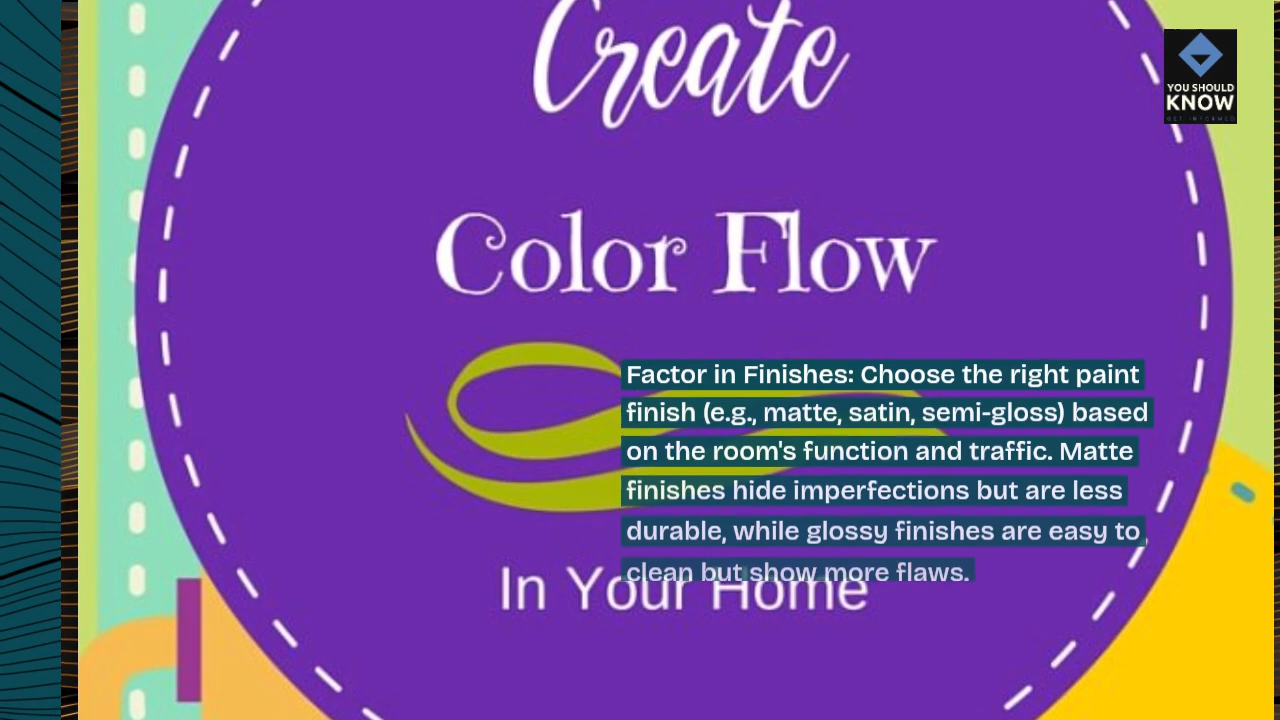 Create
YOU SHOULD
KNOW
GET INFORMED
Color Flow
Factor in Finishes: Choose the right paint
finish (e.g., matte, satin, semi-gloss) based
on the room's function and traffic. Matte
finishes hide imperfections but are less
durable, while glossy finishes are easy to
clean but show more flaws.
In Your Home